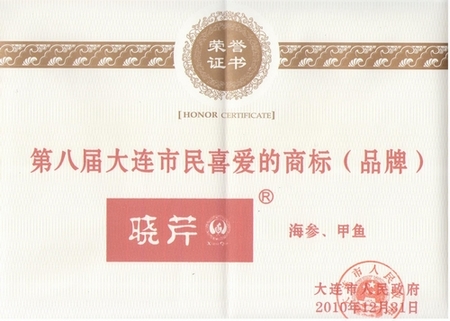 荣誉
证书
[HONOR CERTIFICATE]
第八届大连市民喜爱的商标（品牌）
晓芹
®
海参、甲鱼
大连市人民政府
2010年12月31日